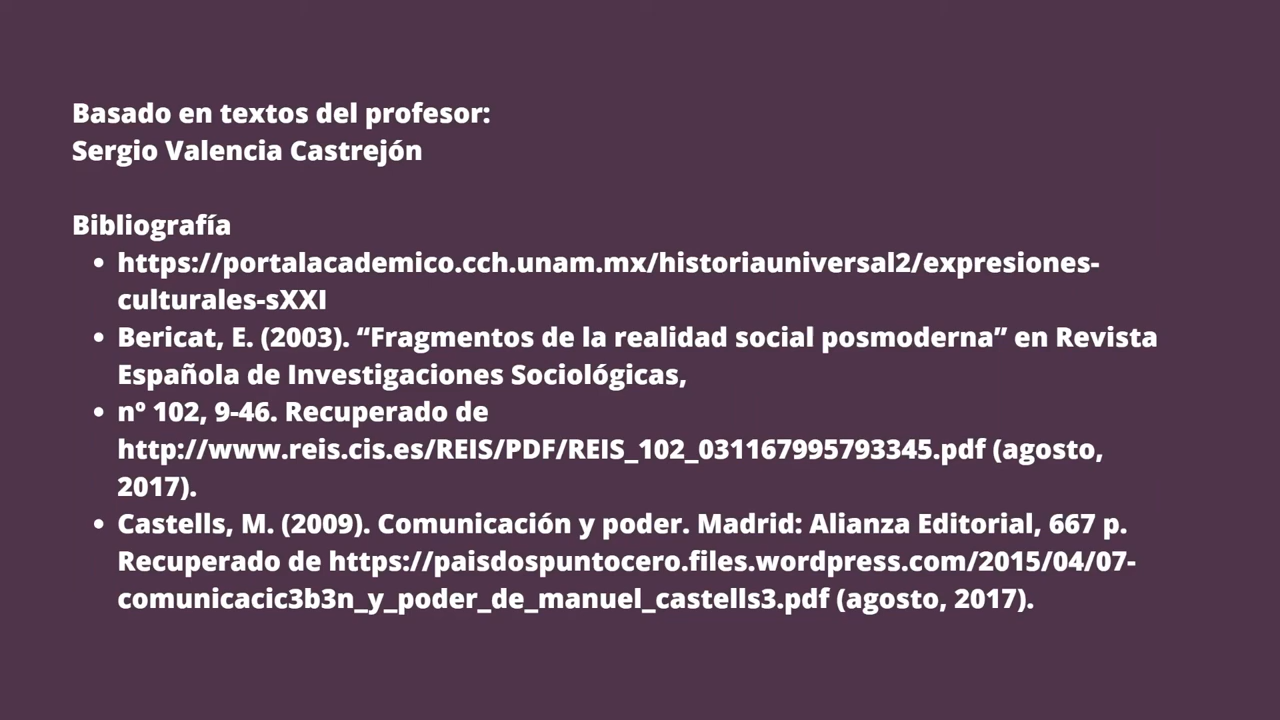 Basado en textos del profesor:
Sergio Valencia Castrejón
Bibliografía
• https://portalacademico.cch.unam.mx/historiauniversal2/expresiones-
culturales-sXXI
• Bericat, E. (2003). “Fragmentos de la realidad social posmoderna” en Revista
Española de Investigaciones Sociológicas,
• nº 102, 9-46. Recuperado de
http://www.reis.cis.es/REIS/PDF/REIS_102_031167995793345.pdf (agosto,
2017).
• Castells, M. (2009). Comunicación y poder. Madrid: Alianza Editorial, 667 p.
Recuperado de https://paisdospuntocero.files.wordpress.com/2015/04/07-
comunicacic3b3n_y_poder_de_manuel_castells3.pdf (agosto, 2017).